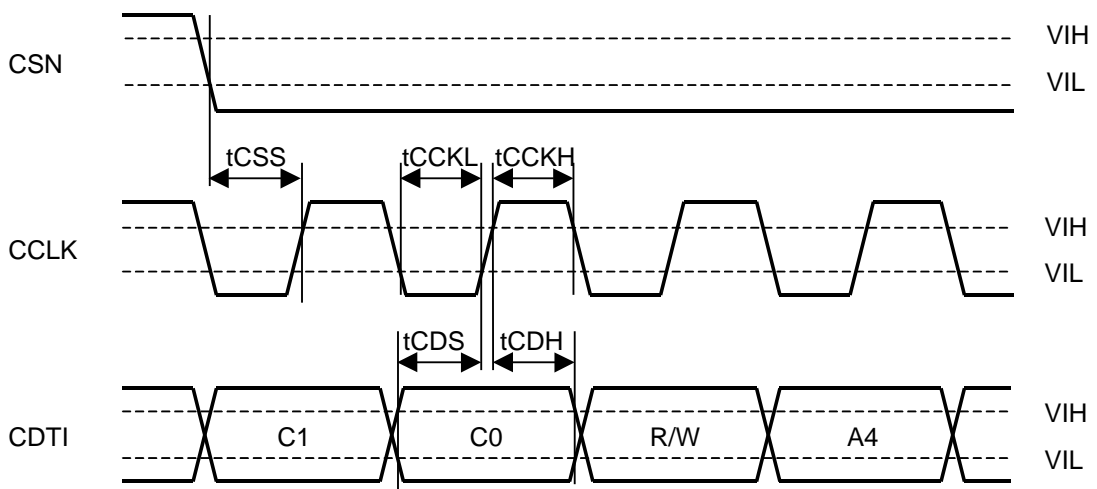 CSN
VIH
VIL
tCSS
tCCKL
tCCKH
CCLK
VIH
VIL
tCDS
tCDH
CDTI
C1
C0
R/W
A4
VIH
VIL